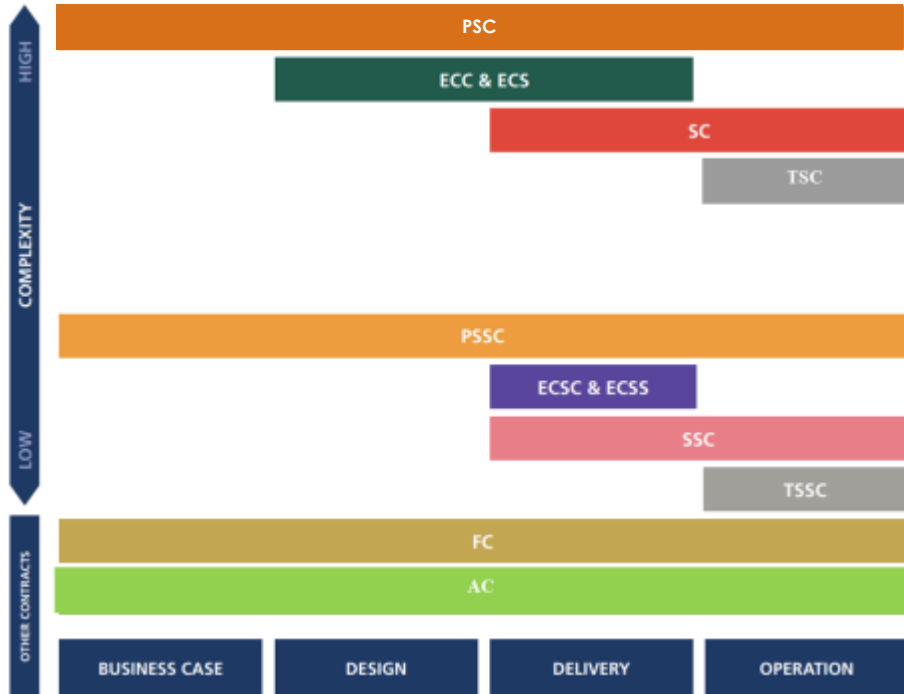 HIGH
COMPLEXITY
LOW
OTHER CONTRACTS
PSC
ECC & ECS
SC
TSC
PSSC
ECSC & ECSS
SSC
TSSC
FC
AC
BUSINESS CASE
DESIGN
DELIVERY
OPERATION